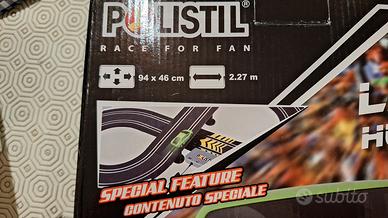 POLISTIL®
RACE FOR FAN
94 x 46 cm
2.27 m
SPECIAL FEATURE
CONTENUTO SPECIALE
subito